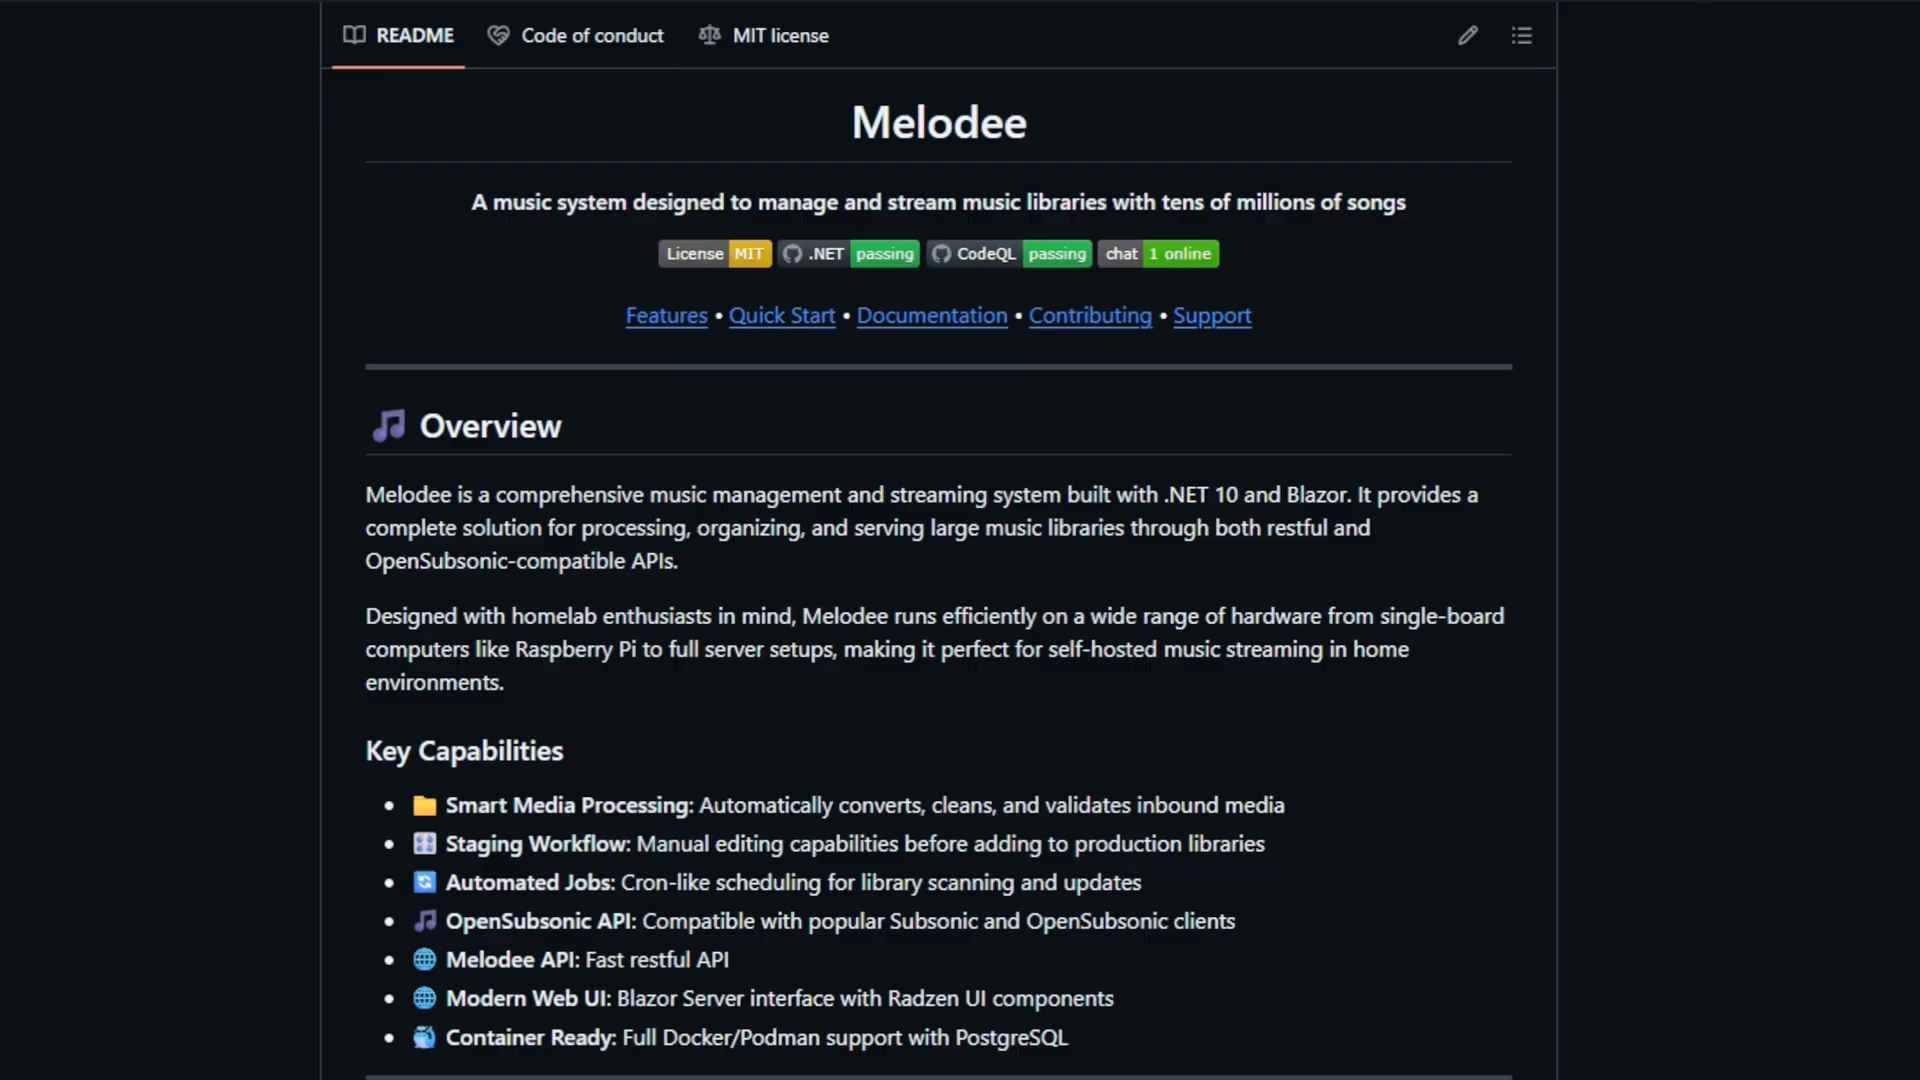 README Code of conduct MIT license
Melodee
A music system designed to manage and stream music libraries with tens of millions of songs
License MIT .NET passing CodeQL passing chat 1 online
Features • Quick Start • Documentation • Contributing • Support
Overview
Melodee is a comprehensive music management and streaming system built with .NET 10 and Blazor. It provides a
complete solution for processing, organizing, and serving large music libraries through both restful and
OpenSubsonic-compatible APIs.
Designed with homelab enthusiasts in mind, Melodee runs efficiently on a wide range of hardware from single-board
computers like Raspberry Pi to full server setups, making it perfect for self-hosted music streaming in home
environments.
Key Capabilities
• Smart Media Processing: Automatically converts, cleans, and validates inbound media
• Staging Workflow: Manual editing capabilities before adding to production libraries
• Automated Jobs: Cron-like scheduling for library scanning and updates
• OpenSubsonic API: Compatible with popular Subsonic and OpenSubsonic clients
• Melodee API: Fast restful API
• Modern Web UI: Blazor Server interface with Radzen UI components
• Container Ready: Full Docker/Podman support with PostgreSQL